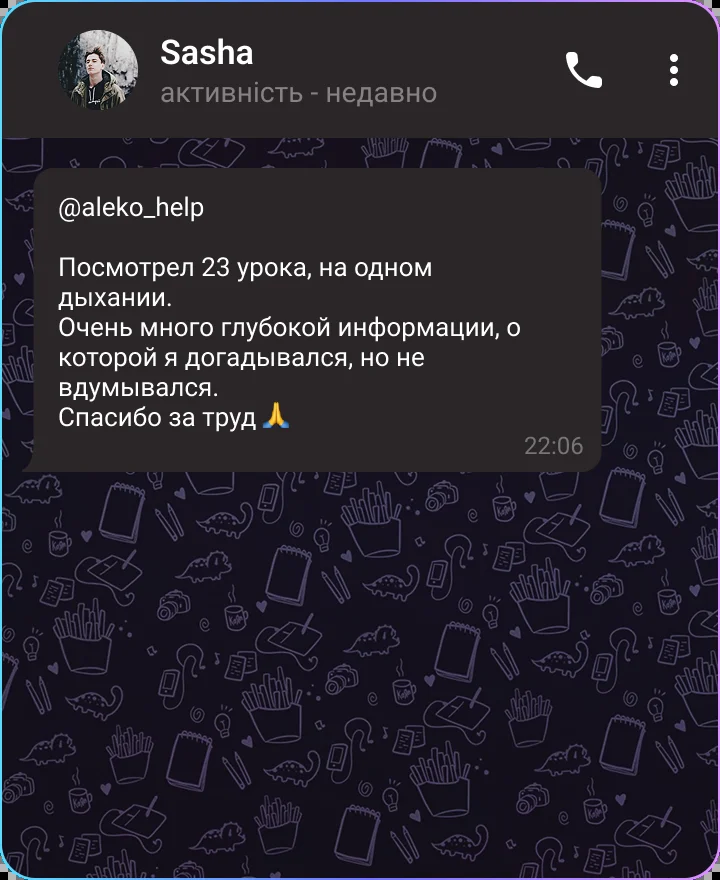 Sasha
активність - недавно
@aleko_help
Посмотрел 23 урока, на одном
дыхании.
Очень много глубокой информации, о
которой я догадывался, но не
вдумывался.
Спасибо за труд 🙏
22:06